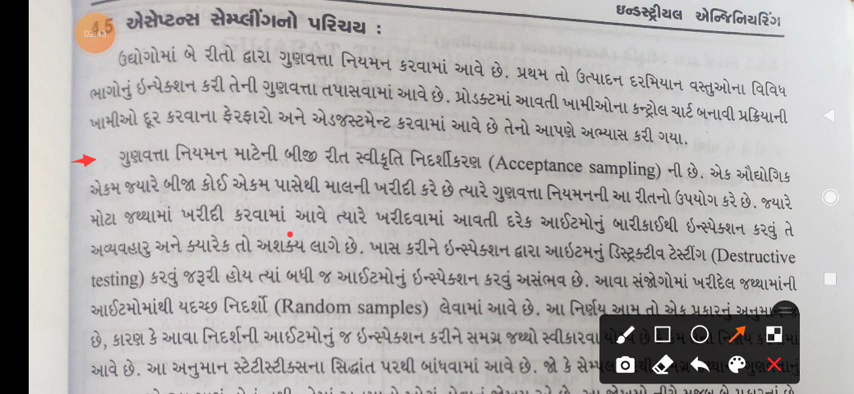 ઇન્ડસ્ટ્રીયલ એન્જિનિયરિંગ
4.5 એસેપ્ટન્સ સેમ્પ્લીંગનો પરિચય :
02:43
ઉદ્યોગોમાં બે રીતો દ્વારા ગુણવત્તા નિયમન કરવામાં આવે છે. પ્રથમ તો ઉત્પાદન દરમિયાન વસ્તુઓના વિવિધ
ભાગોનું ઇન્પેક્શન કરી તેની ગુણવત્તા તપાસવામાં આવે છે. પ્રોડક્ટમાં આવતી ખામીઓના કન્ટ્રોલ ચાર્ટ બનાવી પ્રક્રિયાની
ખામીઓ દૂર કરવાના ફેરફારો અને એડજસ્ટમેન્ટ કરવામાં આવે છે તેનો આપણે અભ્યાસ કરી ગયા.
ગુણવત્તા નિયમન માટેની બીજી રીત સ્વીકૃતિ નિદર્શીકરણ (Acceptance sampling) ની છે. એક ઔદ્યોગિક
એકમ જ્યારે બીજા કોઈ એકમ પાસેથી માલની ખરીદી કરે છે ત્યારે ગુણવત્તા નિયમનની આ રીતનો ઉપયોગ કરે છે. જ્યારે
મોટા જથ્થામાં ખરીદી કરવામાં આવે ત્યારે ખરીદવામાં આવતી દરેક આઈટમોનું બારીકાઈથી ઇન્સ્પેક્શન કરવું તે
અવ્યવહારુ અને ક્યારેક તો અશક્ય લાગે છે. ખાસ કરીને ઇન્સ્પેક્શન દ્વારા આઇટમનું ડિસ્ટ્રક્ટીવ ટેસ્ટીંગ (Destructive
testing) કરવું જરૂરી હોય ત્યાં બધી જ આઈટમોનું ઇન્સ્પેક્શન કરવું અસંભવ છે. આવા સંજોગોમાં ખરીદેલ જથ્થામાંની
આઈટમોમાંથી યદચ્છ નિદર્શો (Random samples) લેવામાં આવે છે. આ નિર્ણય આમ તો એક પ્રકારનું
છે, કારણ કે આવા નિદર્શની આઈટમોનું જ ઇન્સ્પેક્શન કરીને સમગ્ર જથ્થો
આવે છે. આ અનુમાન સ્ટેટીસ્ટીક્સના સિદ્ધાંત પરથી બાંધવામાં આવે છે. જો કે